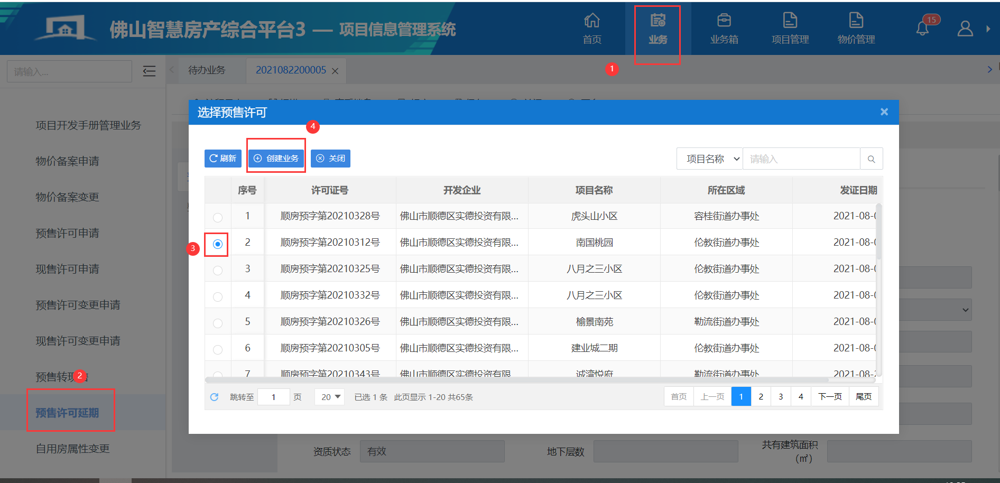 佛山智慧房产综合平台3 — 项目信息管理系统
首页
业务
业务箱
项目管理
物价管理
15
1
请输入...
待办业务
2021082200005
项目开发手册管理业务
物价备案申请
物价备案变更
预售许可申请
现售许可申请
预售许可变更申请
现售许可变更申请
预售转现售
2
预售许可延期
自用房属性变更
选择预售许可
4
刷新 创建业务 关闭
项目名称 请输入
序号 许可证号 开发企业 项目名称 所在区域 发证日期
1 顺房预字第20210328号 佛山市顺德区实德投资有限... 虎头山小区 容桂街道办事处 2021-08-
3
2 顺房预字第20210312号 佛山市顺德区实德投资有限... 南国桃园 伦教街道办事处 2021-08-
3 顺房预字第20210325号 佛山市顺德区实德投资有限... 八月之三小区 伦教街道办事处 2021-08-
4 顺房预字第20210332号 佛山市顺德区实德投资有限... 八月之三小区 伦教街道办事处 2021-08-
5 顺房预字第20210326号 佛山市顺德区实德投资有限... 榆景南苑 勒流街道办事处 2021-08-
6 顺房预字第20210305号 佛山市顺德区实德投资有限... 建业城二期 伦教街道办事处 2021-08-
7 顺房预字第20210343号 佛山市顺德区实德投资有限 诚湾悦府 勒流街道办事处 2021-08-
跳转至 1 页 20 已选 1 条 此页显示 1-20 共65条
首页 上一页 1 2 3 4 下一页 尾页
资质状态 有效 地下层数 共有建筑面积
(㎡)